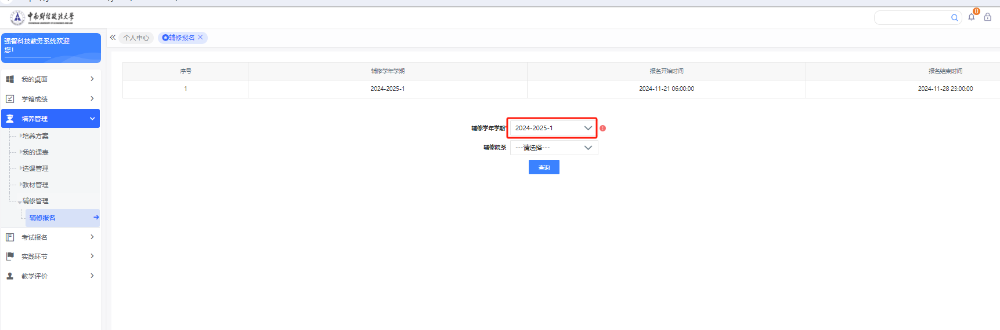 中南财经政法大学
ZHONGNAN UNIVERSITY OF ECONOMICS AND LAW
0
强智科技教务系统欢迎
您!
个人中心
辅修报名
我的桌面
学籍成绩
培养管理
培养方案
我的课表
选课管理
教材管理
辅修管理
辅修报名
考试报名
实践环节
教学评价
序号 辅修学年学期 报名开始时间 报名结束时间
1 2024-2025-1 2024-11-21 06:00:00 2024-11-28 23:00:00
辅修学年学期* 2024-2025-1
辅修院系 ---请选择---
查询